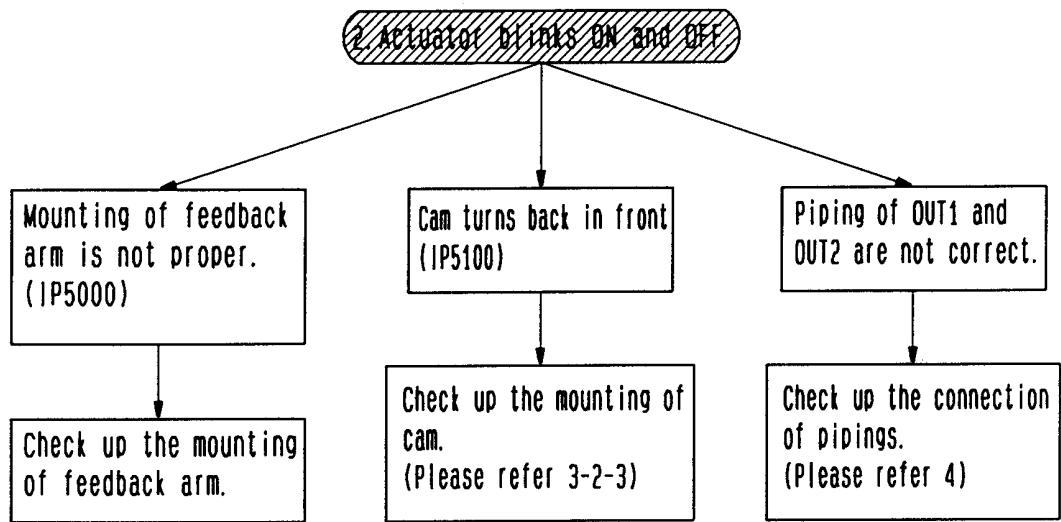 2. Actuator blinks ON and OFF.
Mounting of feedback
arm is not proper.
(IP5000)
Cam turns back in front
(IP5100)
Piping of OUT1 and
OUT2 are not correct.
Check up the mounting
of feedback arm.
Check up the mounting of
cam.
(Please refer 3-2-3)
Check up the connection
of pipings.
(Please refer 4)